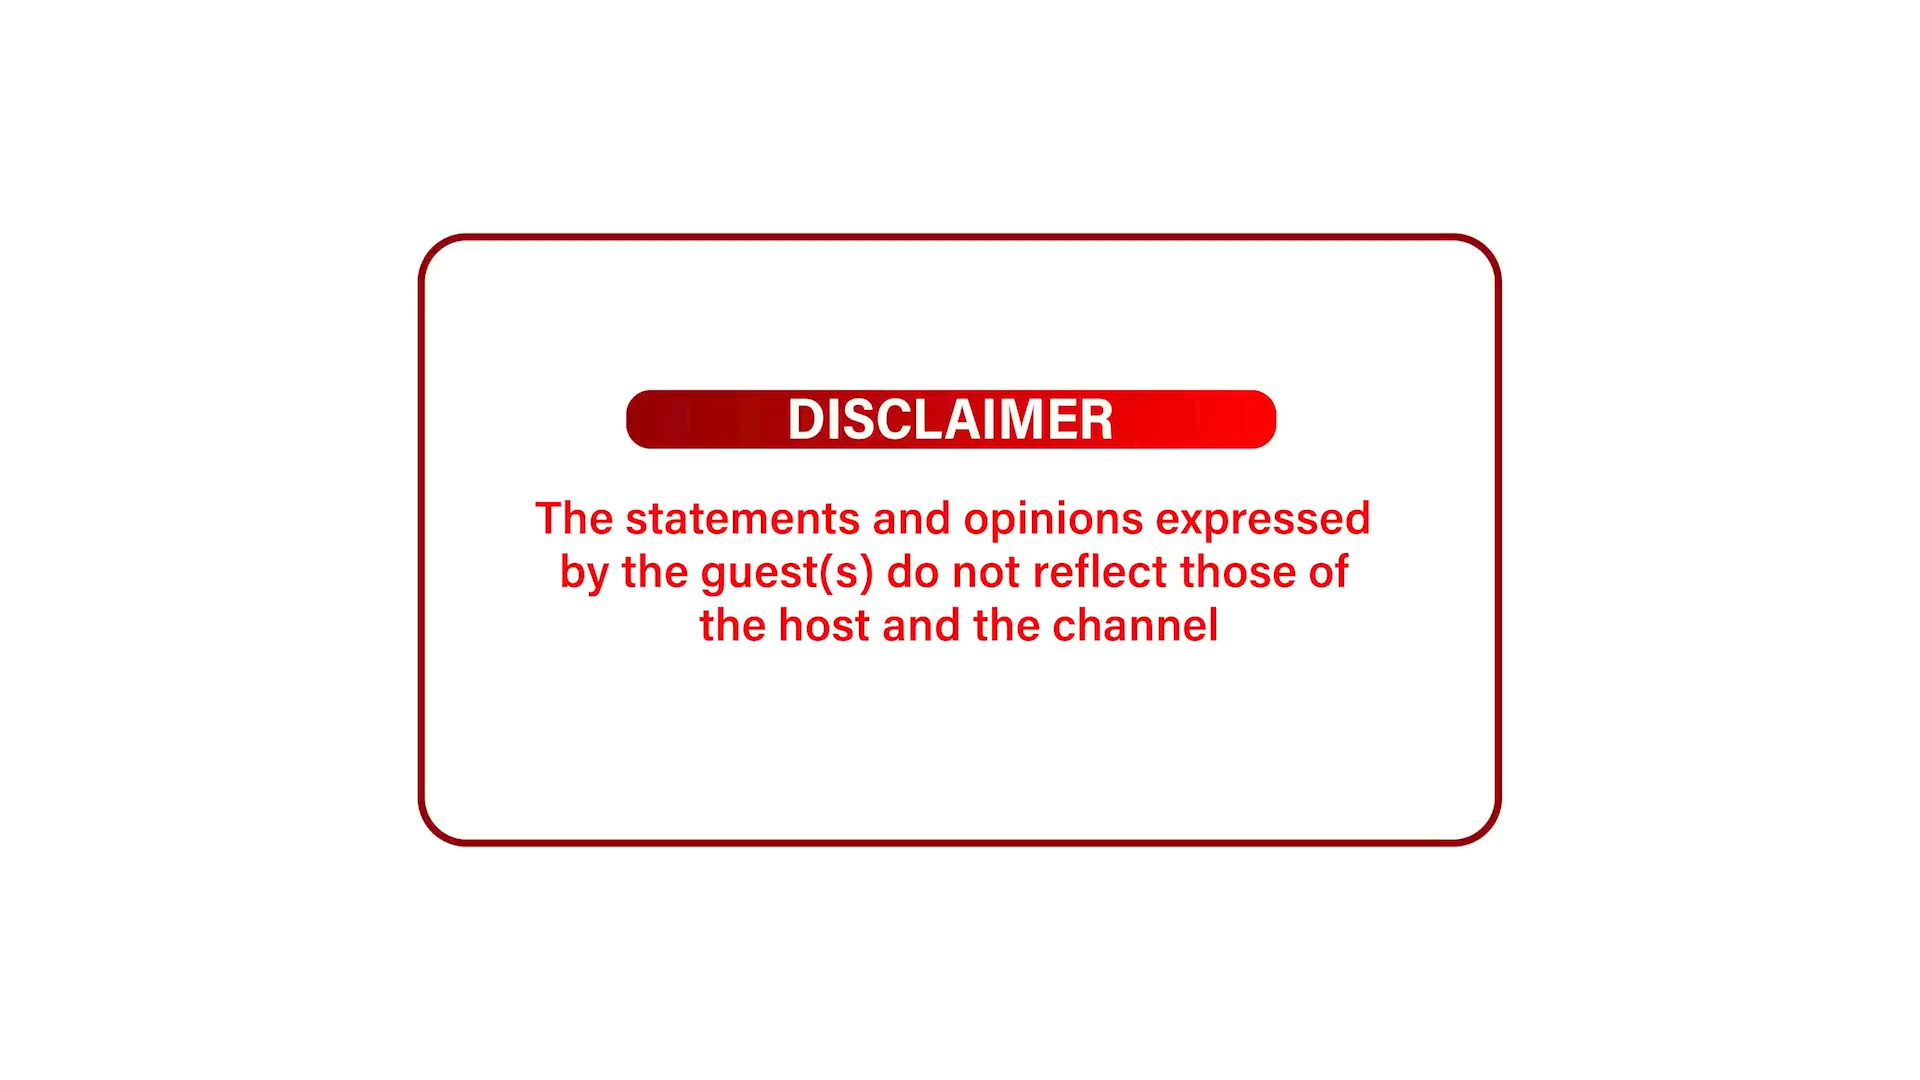 DISCLAIMER
The statements and opinions expressed
by the guest(s) do not reflect those of
the host and the channel